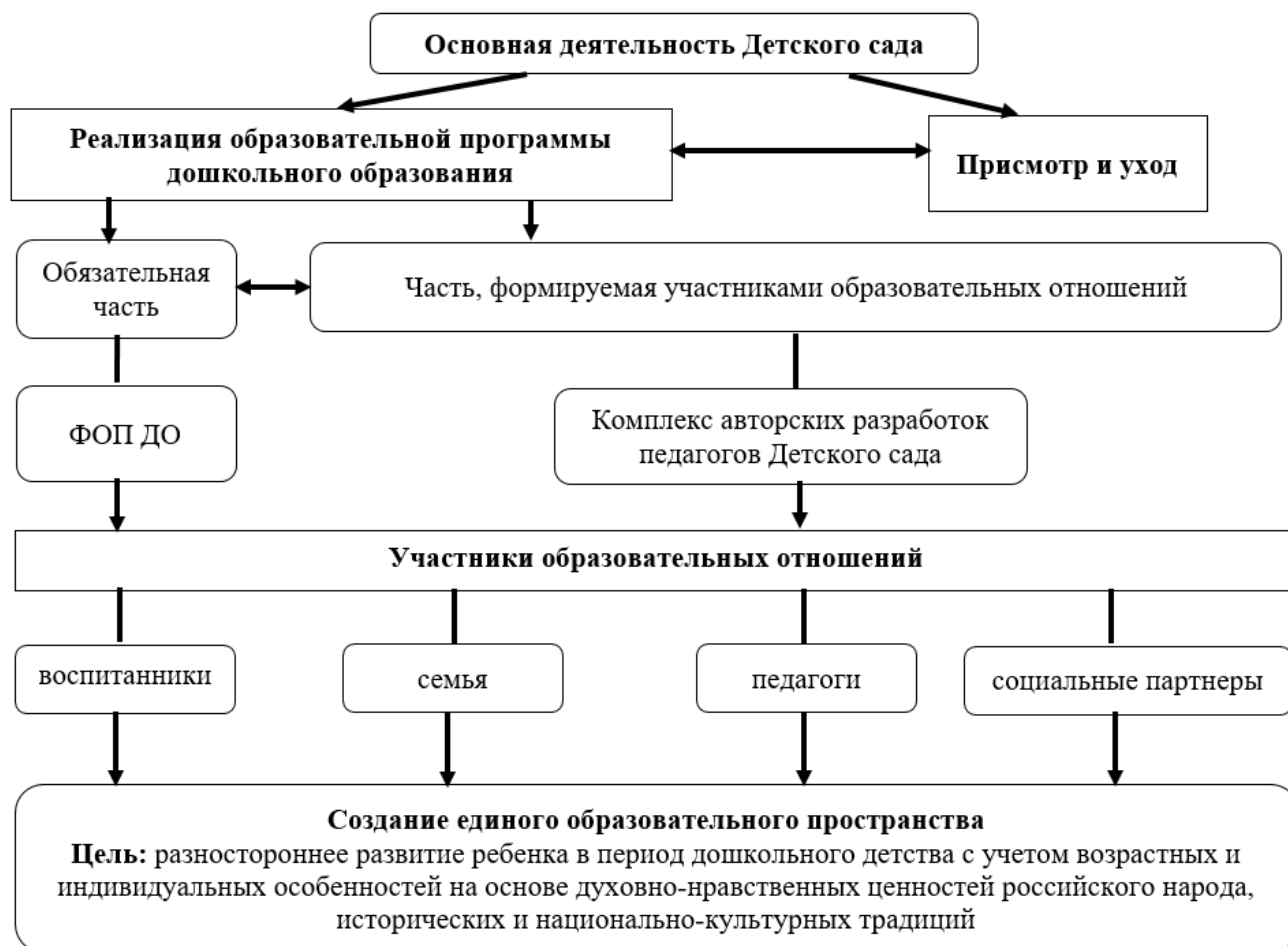 Основная деятельность Детского сада
Реализация образовательной программы
дошкольного образования
Присмотр и уход
Обязательная
часть
Часть, формируемая участниками образовательных отношений
ФОП ДО
Комплекс авторских разработок
педагогов Детского сада
Участники образовательных отношений
воспитанники
семья
педагоги
социальные партнеры
Создание единого образовательного пространства
Цель: разностороннее развитие ребенка в период дошкольного детства с учетом возрастных и
индивидуальных особенностей на основе духовно-нравственных ценностей российского народа,
исторических и национально-культурных традиций